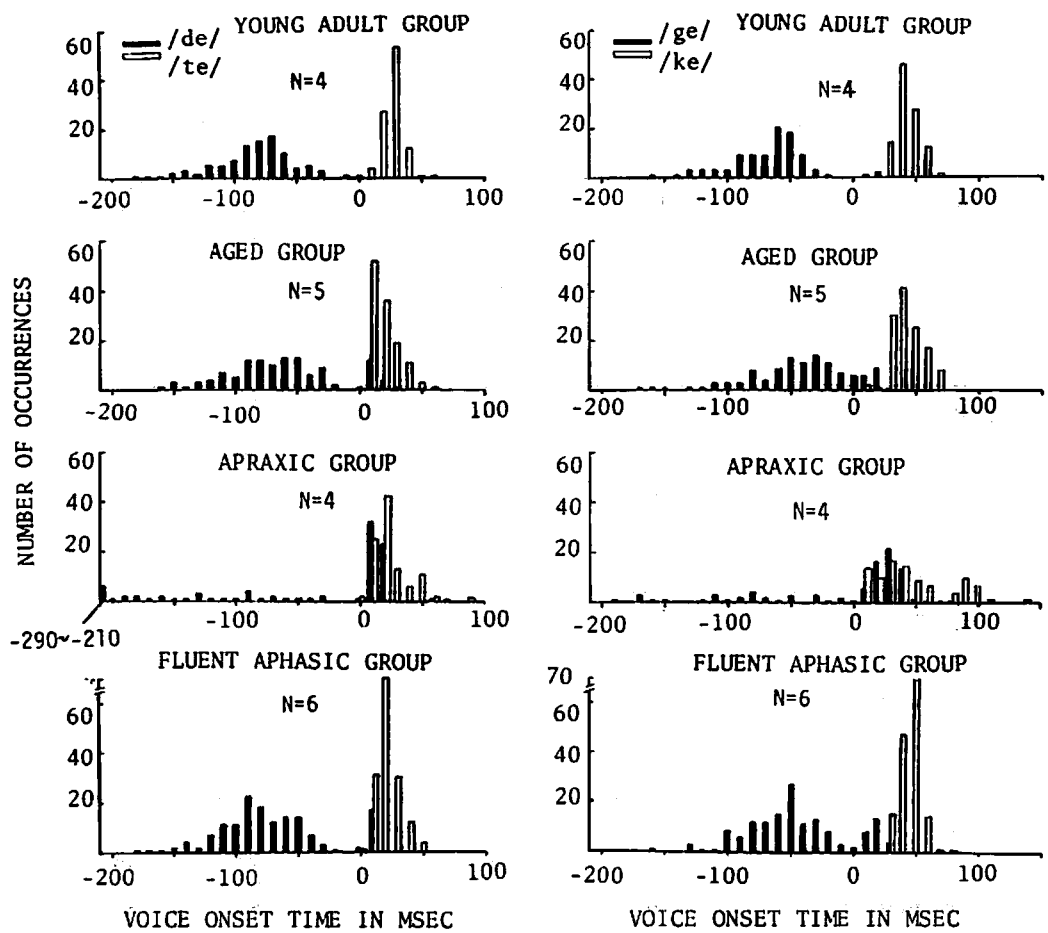 YOUNG ADULT GROUP
60
40
20
/de/
/te/
N=4
-200
-100
0
100
YOUNG ADULT GROUP
60
40
20
/ge/
/ke/
N=4
-200
-100
0
100
AGED GROUP
60
40
20
N=5
-200
-100
0
100
AGED GROUP
60
40
20
N=5
-200
-100
0
100
APRAXIC GROUP
60
40
20
N=4
-100
0
100
-290~-210
APRAXIC GROUP
60
40
20
N=4
-200
-100
0
100
FLUENT APHASIC GROUP
60
40
20
N=6
-200
-100
0
100
FLUENT APHASIC GROUP
70
60
40
20
N=6
-200
-100
0
100
NUMBER OF OCCURRENCES
VOICE ONSET TIME IN MSEC
VOICE ONSET TIME IN MSEC